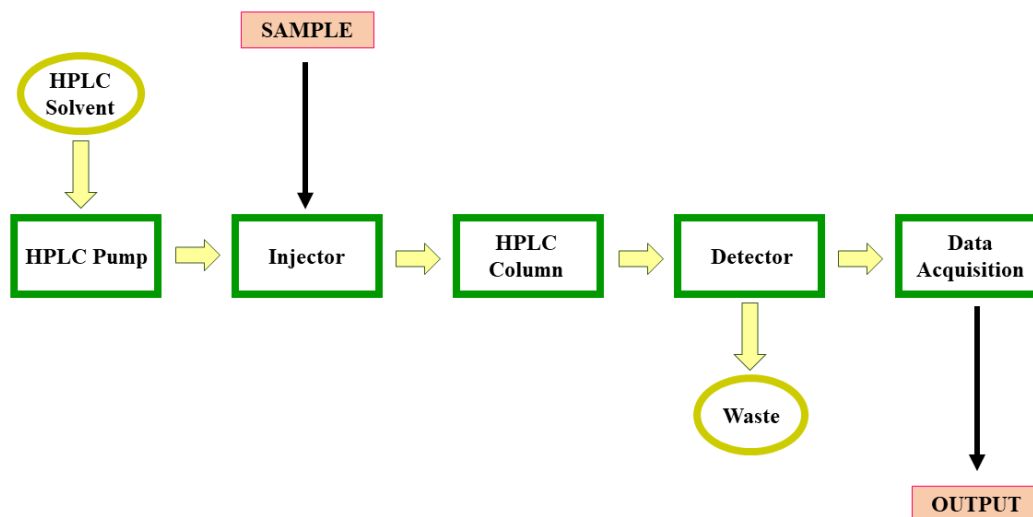 SAMPLE
HPLC
Solvent
HPLC Pump
Injector
HPLC
Column
Detector
Data
Acquisition
Waste
OUTPUT